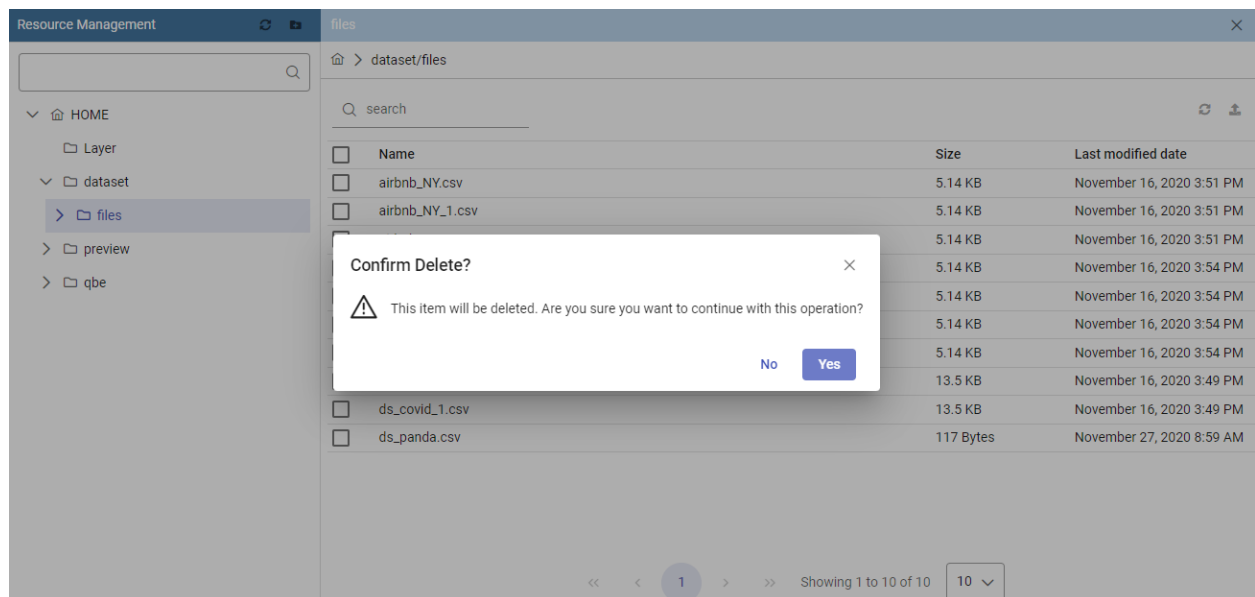 Resource Management
files
dataset/files
search
HOME
Layer
dataset
files
preview
qbe
Name Size Last modified date
airbnb_NY.csv 5.14 KB November 16, 2020 3:51 PM
airbnb_NY_1.csv 5.14 KB November 16, 2020 3:51 PM
5.14 KB November 16, 2020 3:51 PM
5.14 KB November 16, 2020 3:54 PM
5.14 KB November 16, 2020 3:54 PM
5.14 KB November 16, 2020 3:54 PM
5.14 KB November 16, 2020 3:54 PM
13.5 KB November 16, 2020 3:49 PM
ds_covid_1.csv 13.5 KB November 16, 2020 3:49 PM
ds_panda.csv 117 Bytes November 27, 2020 8:59 AM
Confirm Delete?
This item will be deleted. Are you sure you want to continue with this operation?
No Yes
<< < 1 > >> Showing 1 to 10 of 10 10